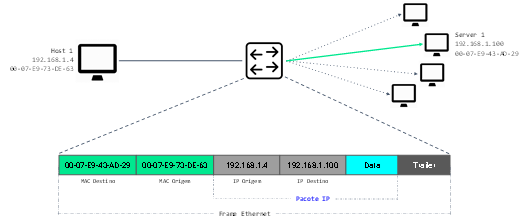 Host 1
192.168.1.4
00-07-E9-73-DE-63
Server 1
192.168.1.100
00-07-E9-43-AD-29
00-07-E9-43-AD-29 00-07-E9-73-DE-63 192.168.1.4 192.168.1.100 Data Trailer
MAC Destino MAC Origem IP Origem IP Destino
Pacote IP
Frame Ethernet